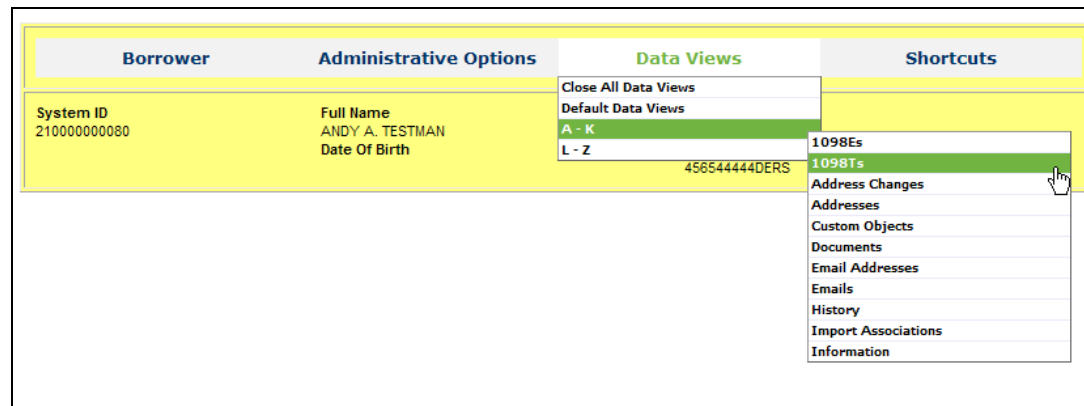 Borrower Administrative Options Data Views Shortcuts
Close All Data Views
Default Data Views
A - K
L - Z
System ID
210000000080
Full Name
ANDY A. TESTMAN
Date Of Birth
456544444DERS
1098Es
1098Ts
Address Changes
Addresses
Custom Objects
Documents
Email Addresses
Emails
History
Import Associations
Information